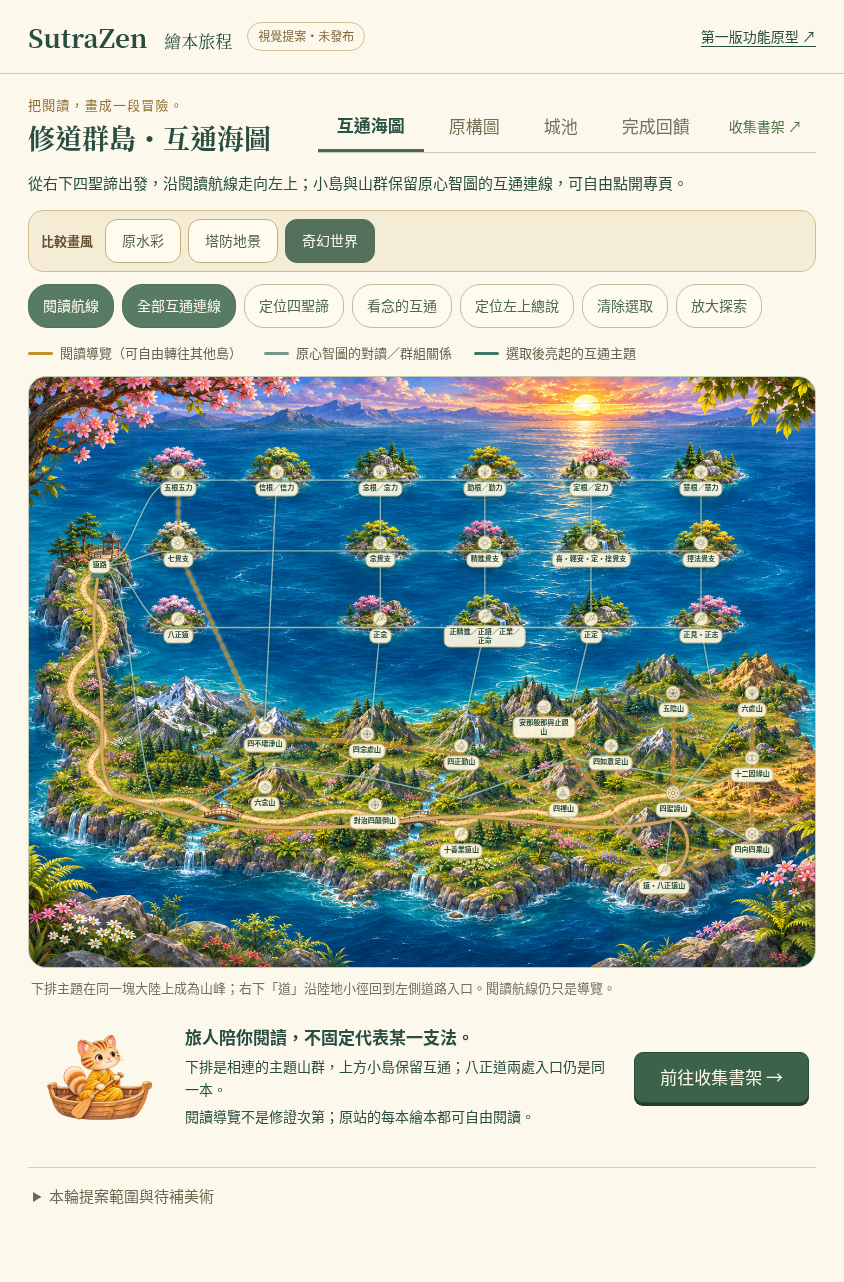 SutraZen 繪本旅程 視覺提案・未發布 第一版功能原型 ↗
把閱讀，畫成一段冒險。
修道群島・互通海圖
互通海圖 原構圖 城池 完成回饋 收集書架 ↗
從右下四聖諦出發，沿閱讀航線走向左上；小島與山群保留原心智圖的互通連線，可自由點開專頁。
比較畫風 原水彩 塔防地景 奇幻世界
閱讀航線 全部互通連線 定位四聖諦 看念的互通 定位左上總說 清除選取 放大探索
閱讀導覽（可自由轉往其他島） 原心智圖的對讀／群組關係 選取後亮起的互通主題
五根五力 信根／信力 念根／念力 勤根／勤力 定根／定力 慧根／慧力
七覺支 念覺支 精進覺支 喜・輕安・定・捨覺支 擇法覺支
道路
八正道 正念 正精進／正語／正業／
正命 正定 正見・正志
五陰山 六處山
安那般那與止觀
山
四不壞淨山 四念處山 四正勤山 四如意足山 十二因緣山
六念山 對治四顛倒山 四禪山 四聖諦山
十善業道山 四向四果山
道・八正道山
下排主題在同一塊大陸上成為山峰；右下「道」沿陸地小徑回到左側道路入口。閱讀航線仍只是導覽。
旅人陪你閱讀，不固定代表某一支法。
下排是相連的主題山群，上方小島保留互通；八正道兩處入口仍是同
一本。
閱讀導覽不是修證次第；原站的每本繪本都可自由閱讀。
前往收集書架 →
▶ 本輪提案範圍與待補美術